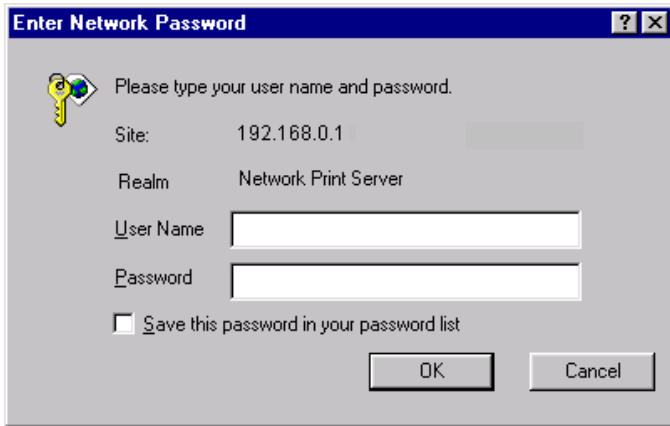 Enter Network Password
Please type your user name and password.
Site: 192.168.0.1
Realm Network Print Server
User Name
Password
Save this password in your password list
OK Cancel